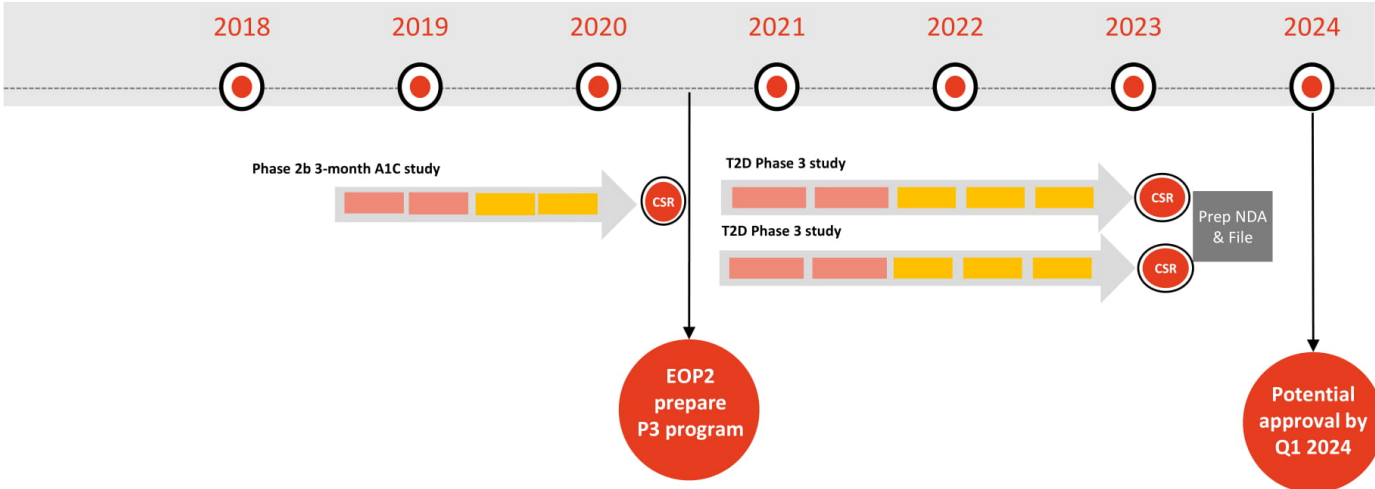 2018
2019
2020
2021
2022
2023
2024
Phase 2b 3-month A1C study
CSR
T2D Phase 3 study
CSR
T2D Phase 3 study
CSR
Prep NDA
& File
EOP2
prepare
P3 program
Potential
approval by
Q1 2024